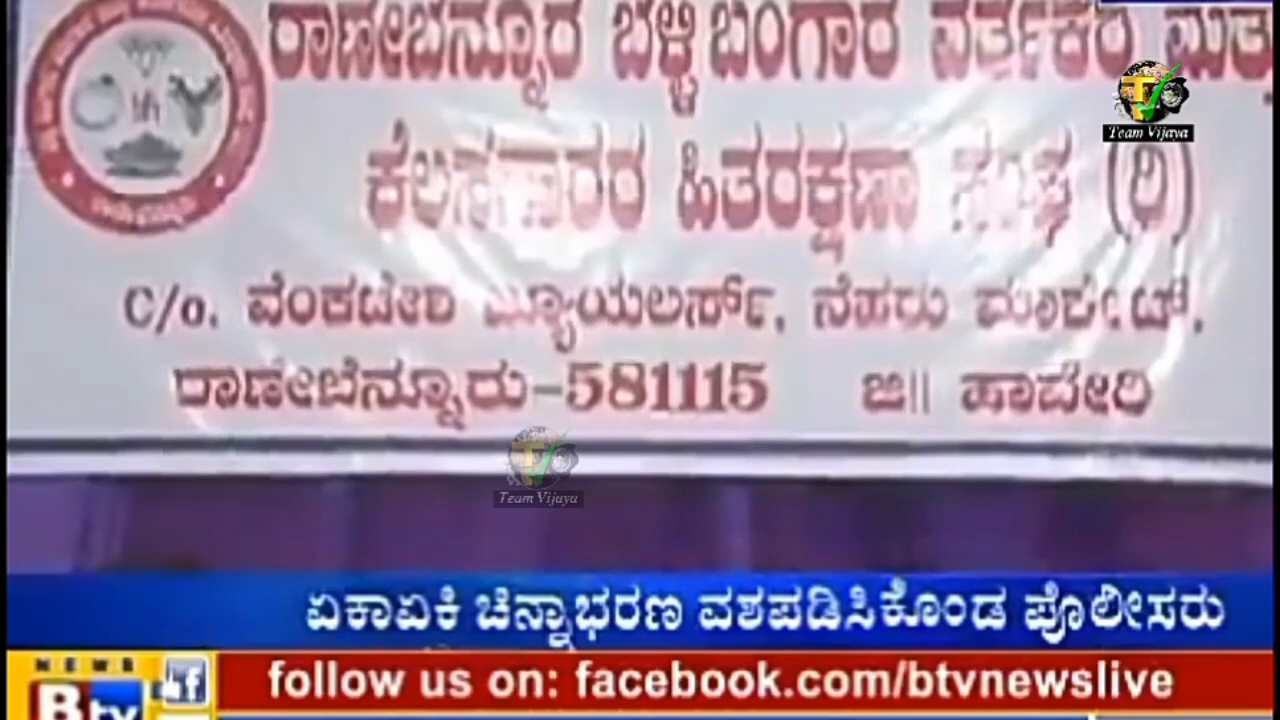 ರಾಣೇಬೆನ್ನೂರ ಬೆಳ್ಳಿ ಬಂಗಾರ ವರ್ತಕರ ಮತ್
Team Vijaya
ಕೆಲಸಗಾರರ ಹಿತರಕ್ಷಣಾ ಸಂಘ (ರಿ)
C/o. ವೆಂಕಟೇಶ ಜ್ಯೂಯಲರ್ಸ್, ನೆಹರು ಮಾರ್ಕೇಟ್,
ರಾಣೇಬೆನ್ನೂರು-581115 ಜಿ|| ಹಾವೇರಿ
Team Vijaya
ಏಕಾಏಕಿ ಚಿನ್ನಾಭರಣ ವಶಪಡಿಸಿಕೊಂಡ ಪೊಲೀಸರು
NEWS
Btv
follow us on: facebook.com/btvnewslive